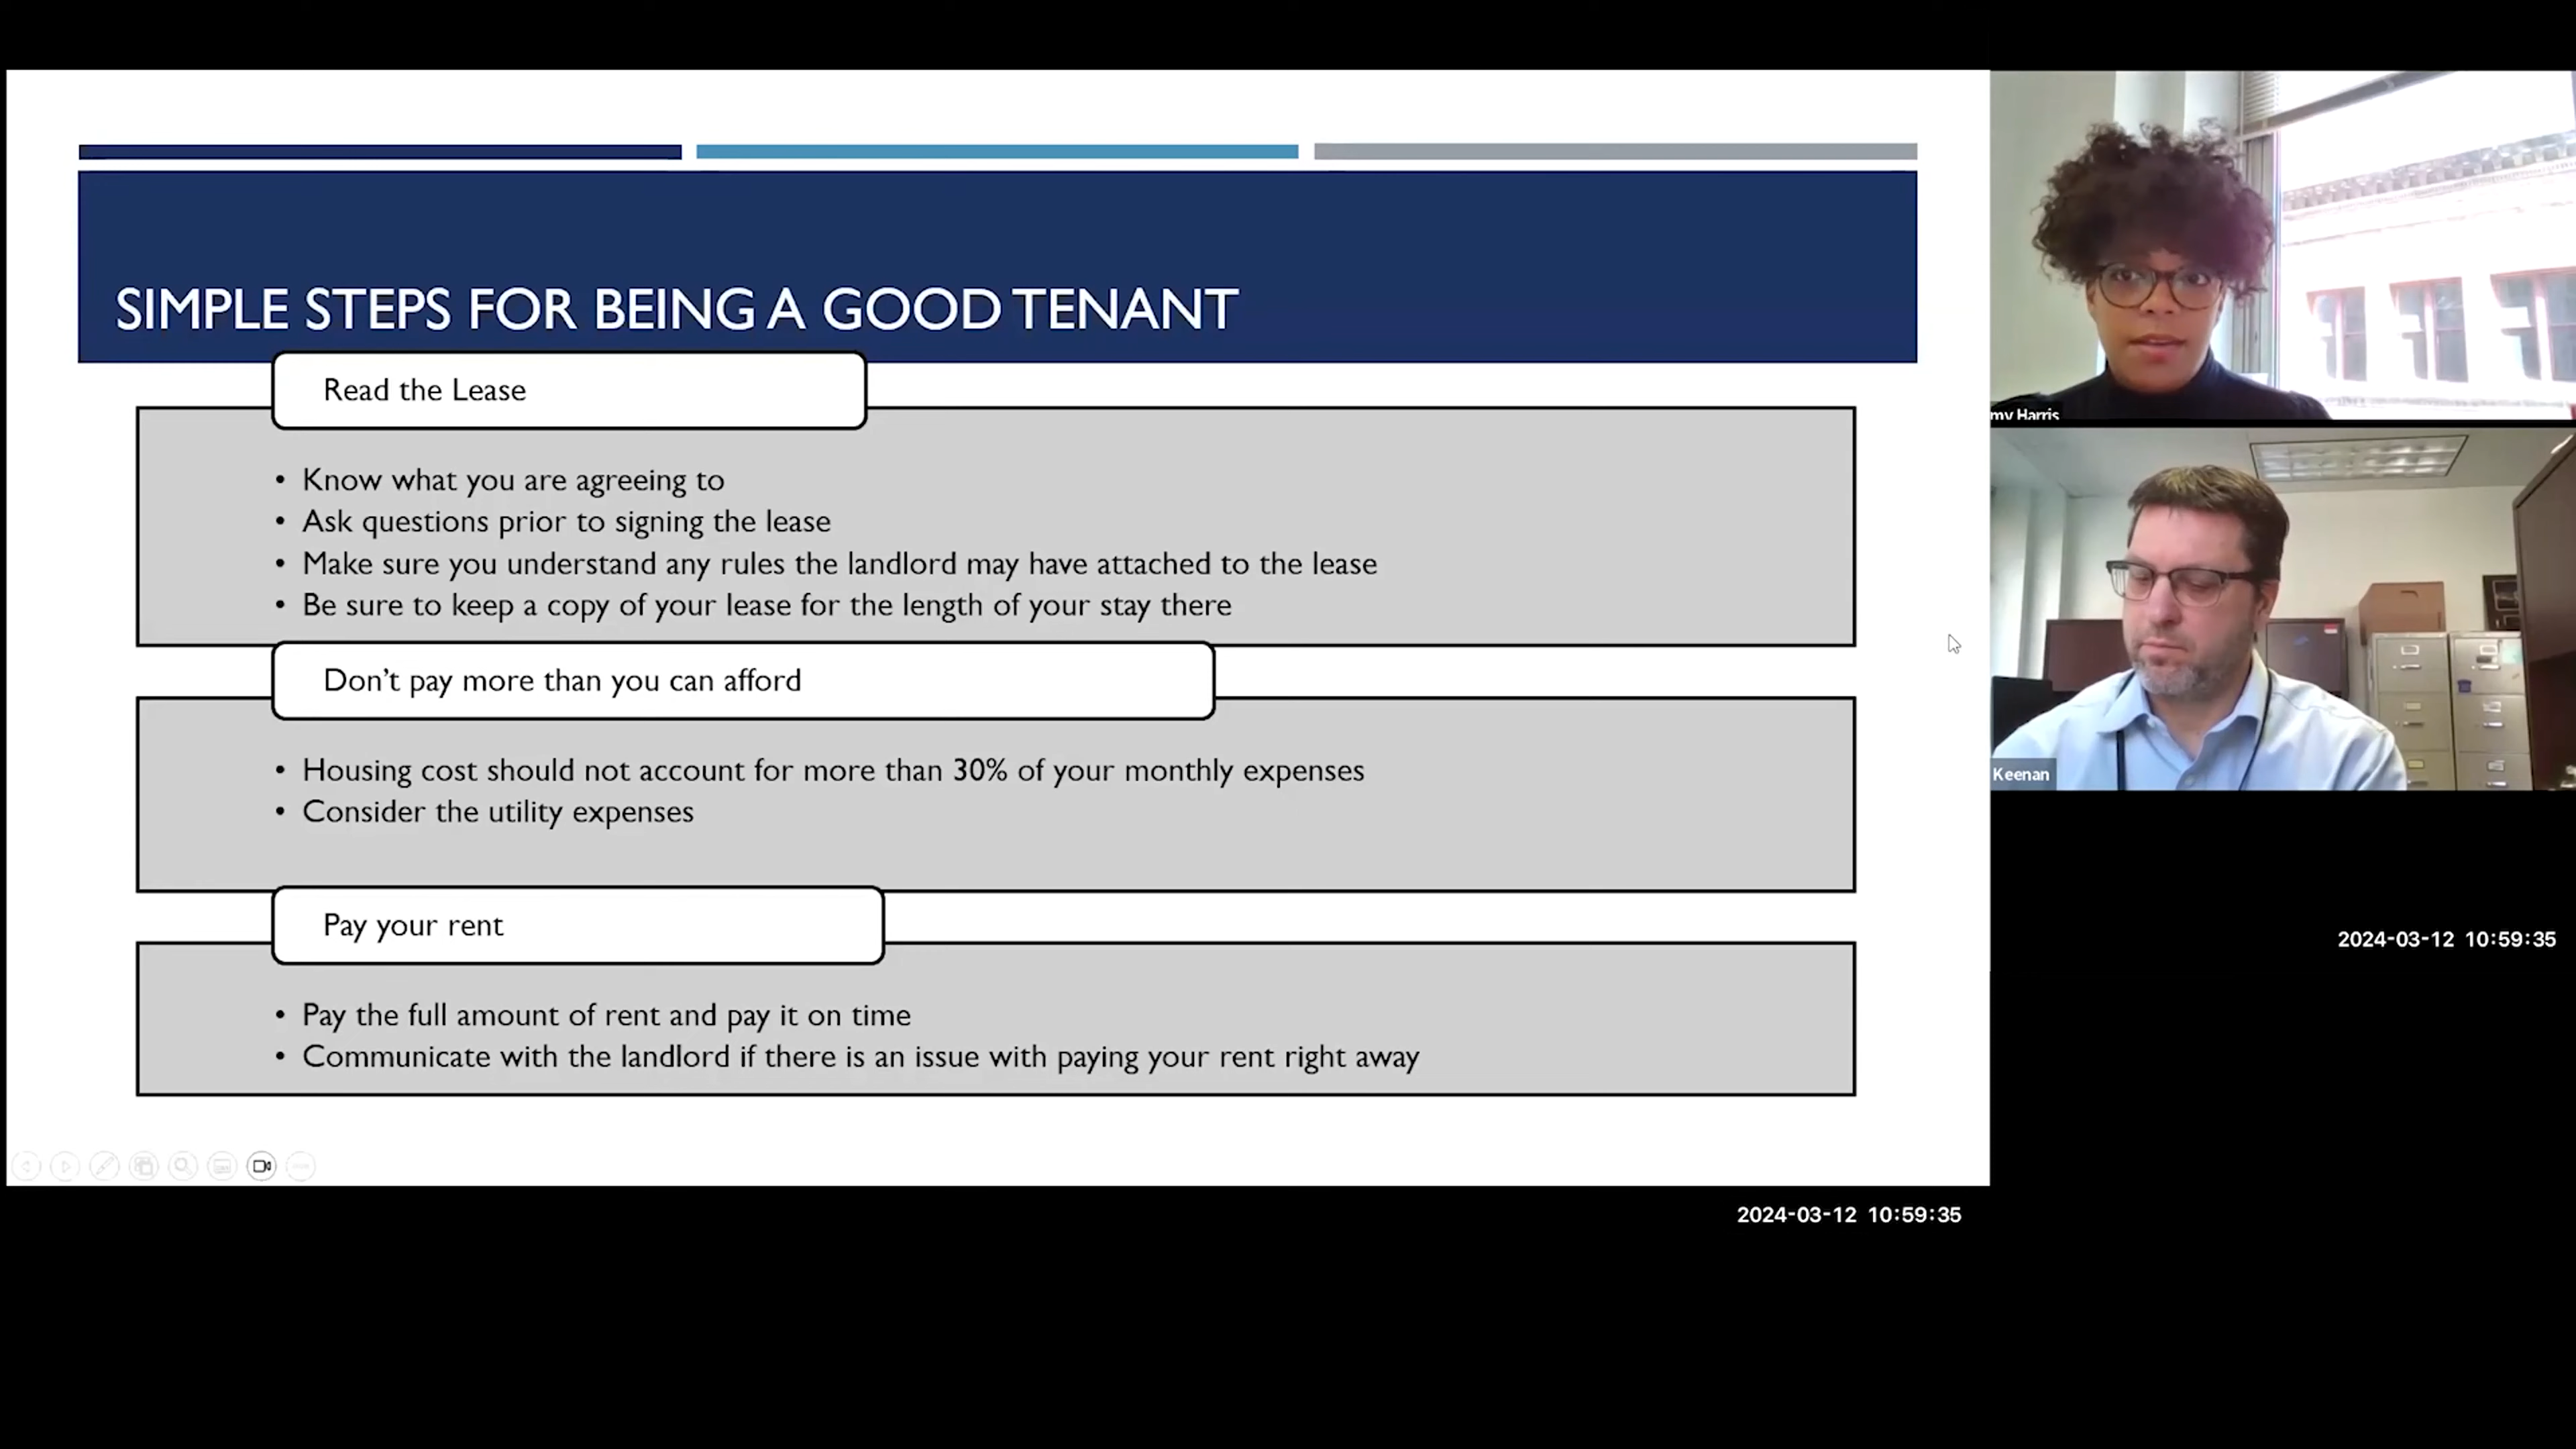 SIMPLE STEPS FOR BEING A GOOD TENANT
Read the Lease
• Know what you are agreeing to
• Ask questions prior to signing the lease
• Make sure you understand any rules the landlord may have attached to the lease
• Be sure to keep a copy of your lease for the length of your stay there
Don't pay more than you can afford
• Housing cost should not account for more than 30% of your monthly expenses
• Consider the utility expenses
Pay your rent
• Pay the full amount of rent and pay it on time
• Communicate with the landlord if there is an issue with paying your rent right away
my Harris
Keenan
2024-03-12 10:59:35
2024-03-12 10:59:35